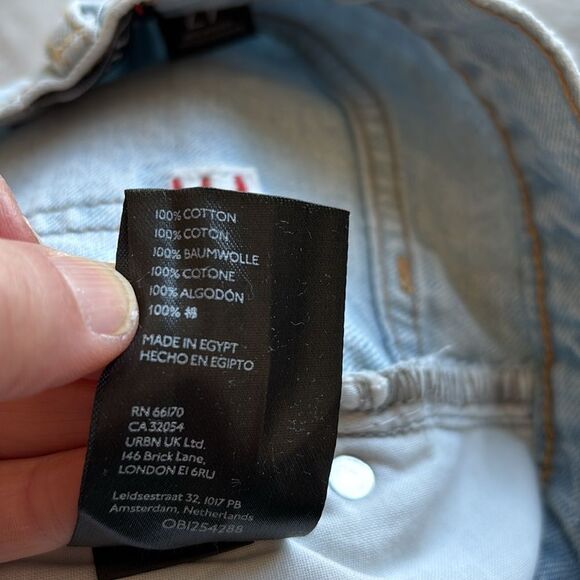 100% COTTON
100% COTON
100% BAUMWOLLE
100% COTONE
100% ALGODÓN
100% 棉
MADE IN EGYPT
HECHO EN EGIPTO
RN 66170
CA 32054
URBN UK Ltd.
146 Brick Lane,
LONDON E1 6RU
Leidsestraat 32, 1017 PB
Amsterdam, Netherlands
OB1254288